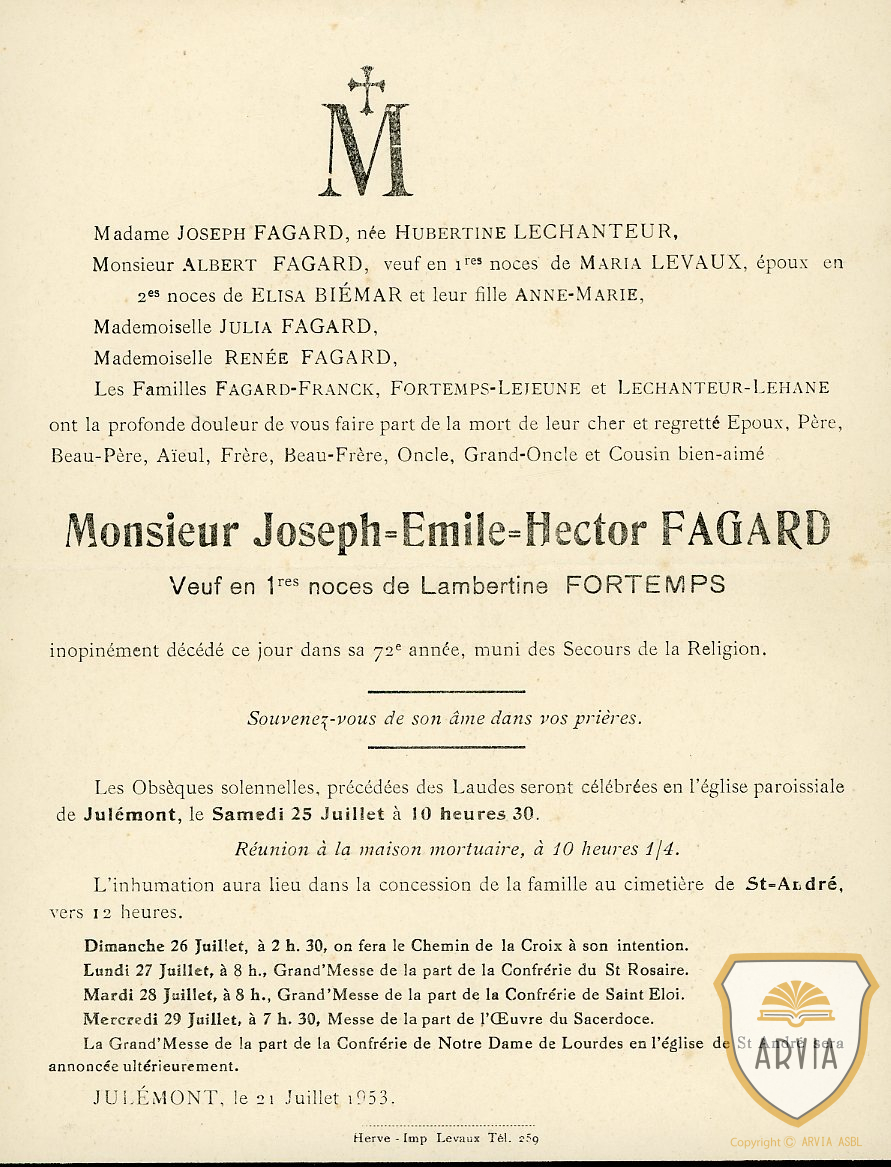 M
Madame JOSEPH FAGARD, née HUBERTINE LECHANTEUR,
Monsieur ALBERT FAGARD, veuf en 1res noces de MARIA LEVAUX, époux en
2es noces de ELISA BIÉMAR et leur fille ANNE-MARIE,
Mademoiselle JULIA FAGARD,
Mademoiselle RENÉE FAGARD,
Les Familles FAGARD-FRANCK, FORTEMPS-LEJEUNE et LECHANTEUR-LEHANE
ont la profonde douleur de vous faire part de la mort de leur cher et regretté Epoux, Père,
Beau-Père, Aïeul, Frère, Beau-Frère, Oncle, Grand-Oncle et Cousin bien-aimé
Monsieur Joseph=Emile=Hector FAGARD
Veuf en 1res noces de Lambertine FORTEMPS
inopinément décédé ce jour dans sa 72e année, muni des Secours de la Religion.
Souvenez-vous de son âme dans vos prières.
Les Obsèques solennelles, précédées des Laudes seront célébrées en l'église paroissiale
de Julémont, le Samedi 25 Juillet à 10 heures 30.
Réunion à la maison mortuaire, à 10 heures 1/4.
L'inhumation aura lieu dans la concession de la famille au cimetière de St=André,
vers 12 heures.
Dimanche 26 Juillet, à 2 h. 30, on fera le Chemin de la Croix à son intention.
Lundi 27 Juillet, à 8 h., Grand'Messe de la part de la Confrérie du St Rosaire.
Mardi 28 Juillet, à 8 h., Grand'Messe de la part de la Confrérie de Saint Eloi.
Mercredi 29 Juillet, à 7 h. 30, Messe de la part de l'Œuvre du Sacerdoce.
La Grand'Messe de la part de la Confrérie de Notre Dame de Lourdes en l'église de St André sera
annoncée ultérieurement.
JULÉMONT, le 21 Juillet 1953.
Herve - Imp Levaux Tél. 259
ARVIA
Copyright © ARVIA ASBL